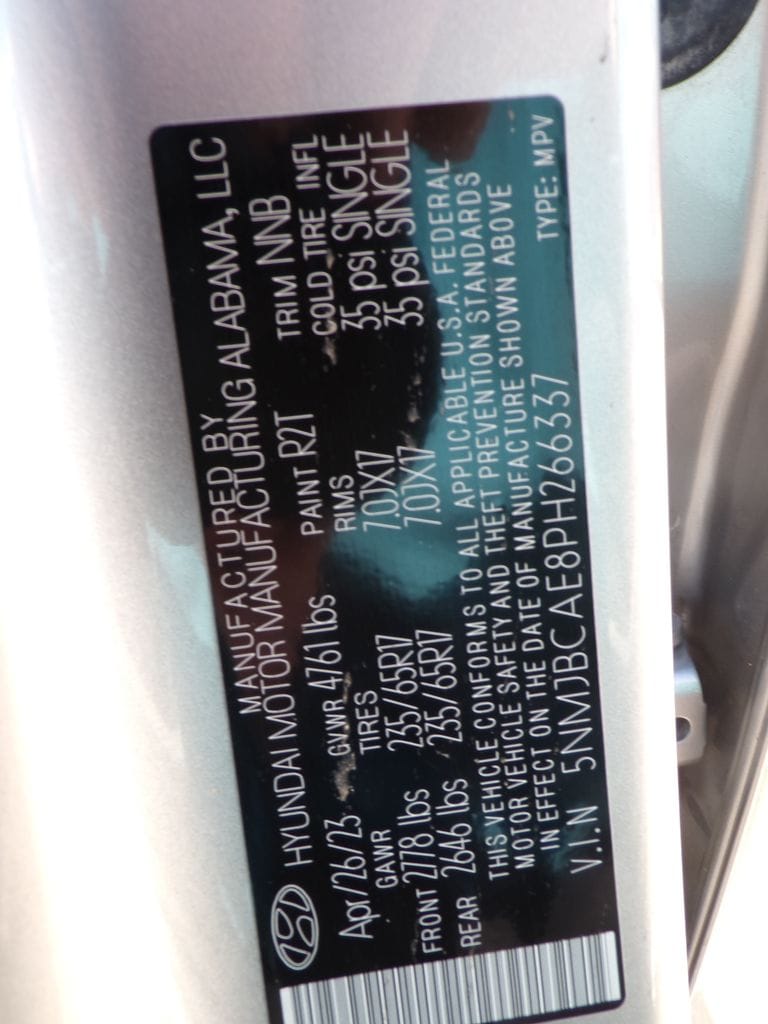 MANUFACTURED BY
HYUNDAI MOTOR MANUFACTURING ALABAMA, LLC
Apr/26/23 GVWR 4761 lbs PAINT R2T TRIM NNB
GAWR TIRES RIMS COLD TIRE INFL
FRONT 2778 lbs 235/65R17 7.0JX17 35 psi SINGLE
REAR 2646 lbs 235/65R17 7.0JX17 35 psi SINGLE
THIS VEHICLE CONFORMS TO ALL APPLICABLE U.S.A. FEDERAL
MOTOR VEHICLE SAFETY AND THEFT PREVENTION STANDARDS
IN EFFECT ON THE DATE OF MANUFACTURE SHOWN ABOVE
V.I.N 5NMJBCAE8PH266337 TYPE: MPV